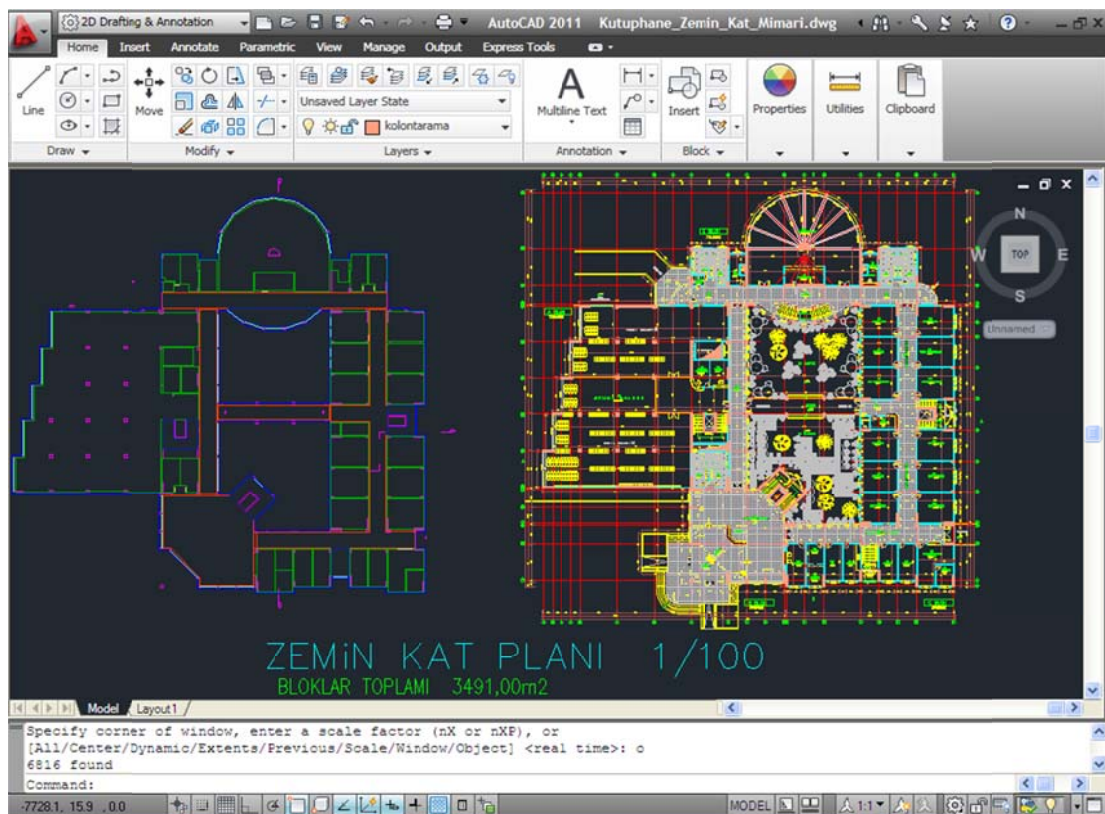 2D Drafting & Annotation AutoCAD 2011 Kutuphane_Zemin_Kat_Mimari.dwg
Home Insert Annotate Parametric View Manage Output Express Tools
Line Move Unsaved Layer State Multiline Text Insert Properties Utilities Clipboard
kolontarama
Draw Modify Layers Annotation Block
N
W TOP E
S
Unnamed
ZEMiN KAT PLANI 1/100
BLOKLAR TOPLAMI 3491,00m2
Model Layout1
Specify corner of window, enter a scale factor (nX or nXP), or
[All/Center/Dynamic/Extents/Previous/Scale/Window/Object] <real time>: o
6816 found
Command:
-7728.1, 15.9 , 0.0 MODEL 1:1